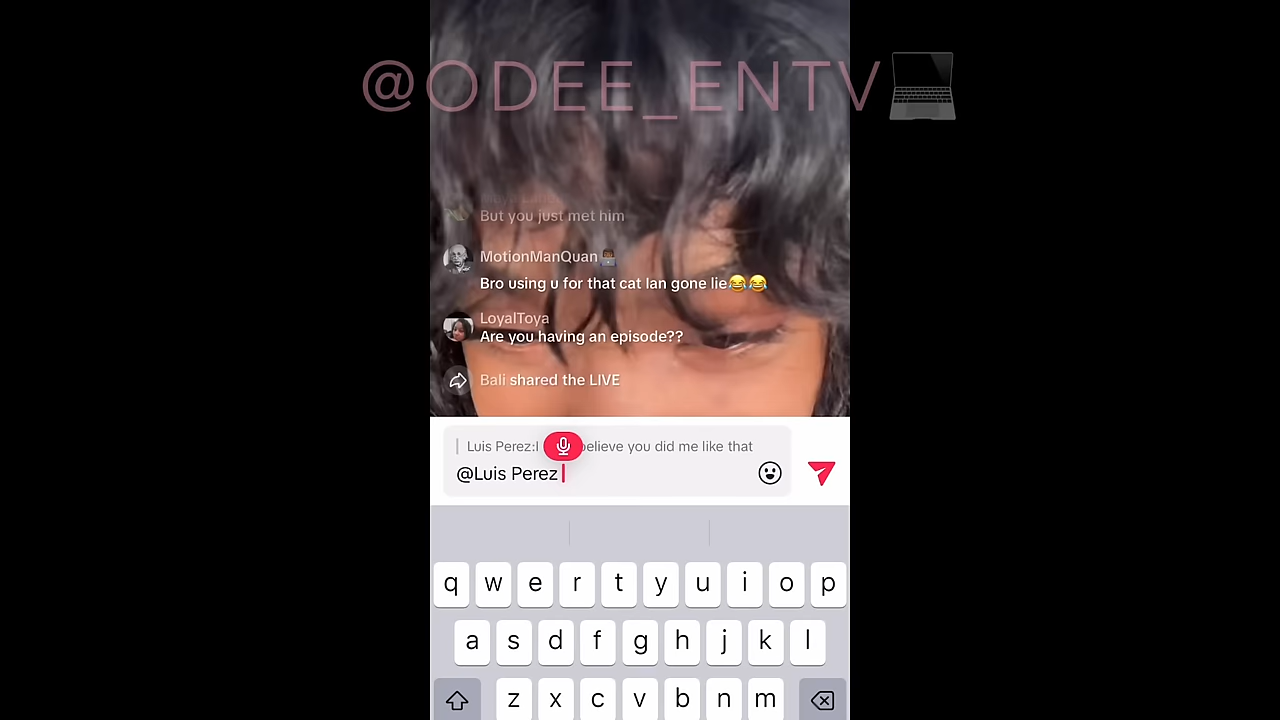 @ODEE_ENTV💻
But you just met him
MotionManQuan👨🏾‍💻
Bro using u for that cat Ian gone lie😂😂
LoyalToya
Are you having an episode??
Bali shared the LIVE
Luis Perez:I believe you did me like that
@Luis Perez
q w e r t y u i o p
a s d f g h j k l
z x c v b n m